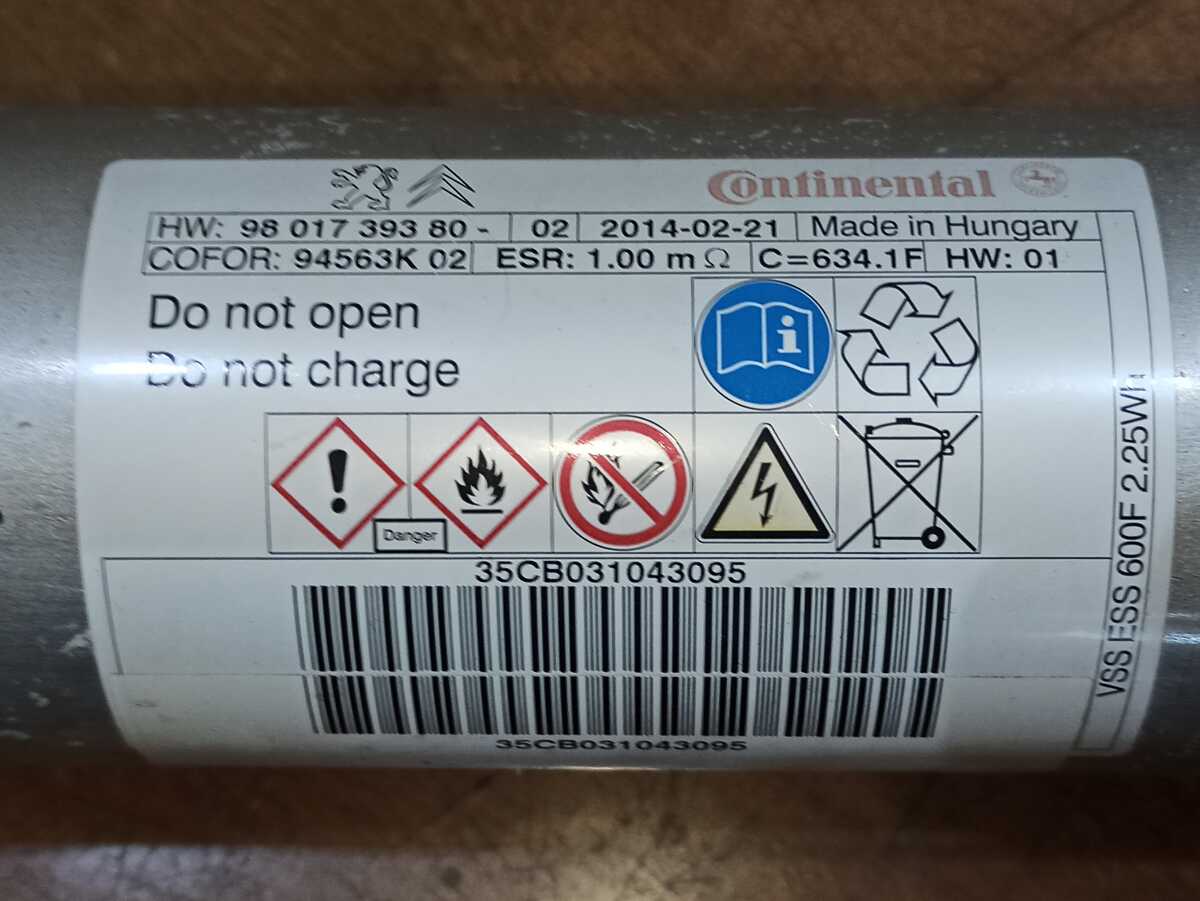 Continental
HW: 98 017 393 80 - 02 2014-02-21 Made in Hungary
COFOR: 94563K 02 ESR: 1.00 mΩ C=634.1F HW: 01
Do not open
Do not charge
i
!
Danger
35CB031043095
35CB031043095
VSS ESS 600F 2.25Wh